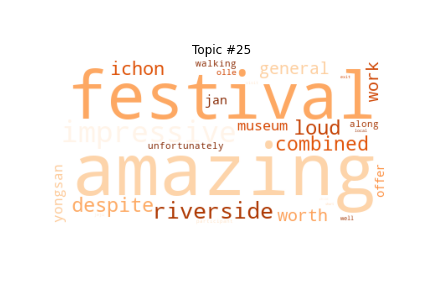 Topic #25
walking
ichon
olle
general
work
festival
jan
museum
loud
along
impressive
unfortunately
combined
amazing
yongsan
offer
despite
riverside
worth